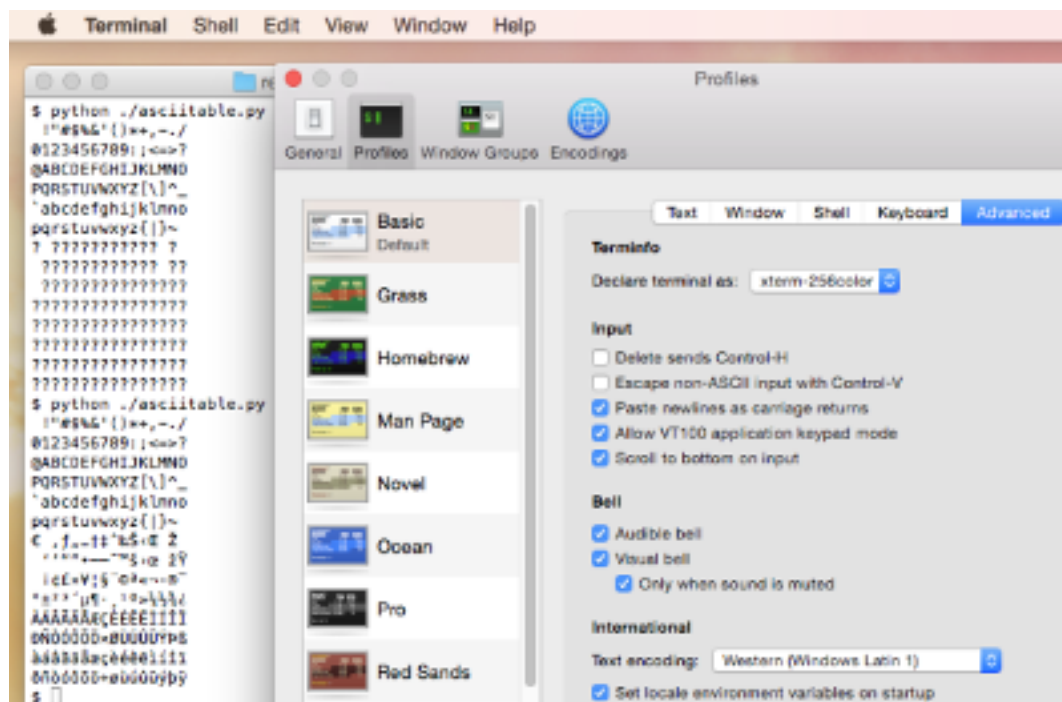 Terminal Shell Edit View Window Help
Profiles
General Profiles Window Groups Encodings
$ python ./asciitable.py
!"#$%&'()*+,-./
0123456789:;<=>?
@ABCDEFGHIJKLMNO
PQRSTUVWXYZ[\]^_
`abcdefghijklmno
pqrstuvwxyz{|}~
? ??????????? ?
???????????? ??
???????????????
????????????????
????????????????
????????????????
????????????????
????????????????
$ python ./asciitable.py
!"#$%&'()*+,-./
0123456789:;<=>?
@ABCDEFGHIJKLMNO
PQRSTUVWXYZ[\]^_
`abcdefghijklmno
pqrstuvwxyz{|}~
ÀÁÂÃÄÅÆÇÈÉÊËÌÍÎÏ
ÐÑÒÓÔÕÖ×ØÙÚÛÜÝÞß
àáâãäåæçèéêëìíîï
ðñòóôõö÷øùúûüýþÿ
$
Basic
Default
Grass
Homebrew
Man Page
Novel
Ocean
Pro
Red Sands
Text Window Shell Keyboard Advanced
Terminfo
Declare terminal as: xterm-256color
Input
Delete sends Control-H
Escape non-ASCII input with Control-V
Paste newlines as carriage returns
Allow VT100 application keypad mode
Scroll to bottom on input
Bell
Audible bell
Visual bell
Only when sound is muted
International
Text encoding: Western (Windows Latin 1)
Set locale environment variables on startup